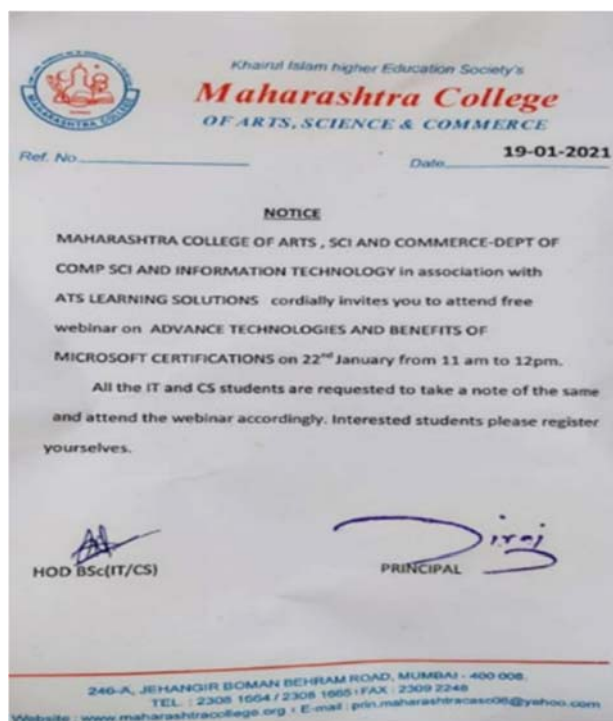 MAHARASHTRA COLLEGE
Khairul Islam higher Education Society's
Maharashtra College
OF ARTS, SCIENCE & COMMERCE
Ref. No.
Date 19-01-2021
NOTICE
MAHARASHTRA COLLEGE OF ARTS , SCI AND COMMERCE-DEPT OF
COMP SCI AND INFORMATION TECHNOLOGY in association with
ATS LEARNING SOLUTIONS cordially invites you to attend free
webinar on ADVANCE TECHNOLOGIES AND BENEFITS OF
MICROSOFT CERTIFICATIONS on 22nd January from 11 am to 12pm.
All the IT and CS students are requested to take a note of the same
and attend the webinar accordingly. Interested students please register
yourselves.
HOD BSc(IT/CS)
PRINCIPAL
246-A, JEHANGIR BOMAN BEHRAM ROAD, MUMBAI - 400 008.
TEL. : 2308 1664 / 2308 1665 : FAX : 2309 2248
Website : www.maharashtracollege.org : E-mail : prin.maharashtracasc08@yahoo.com